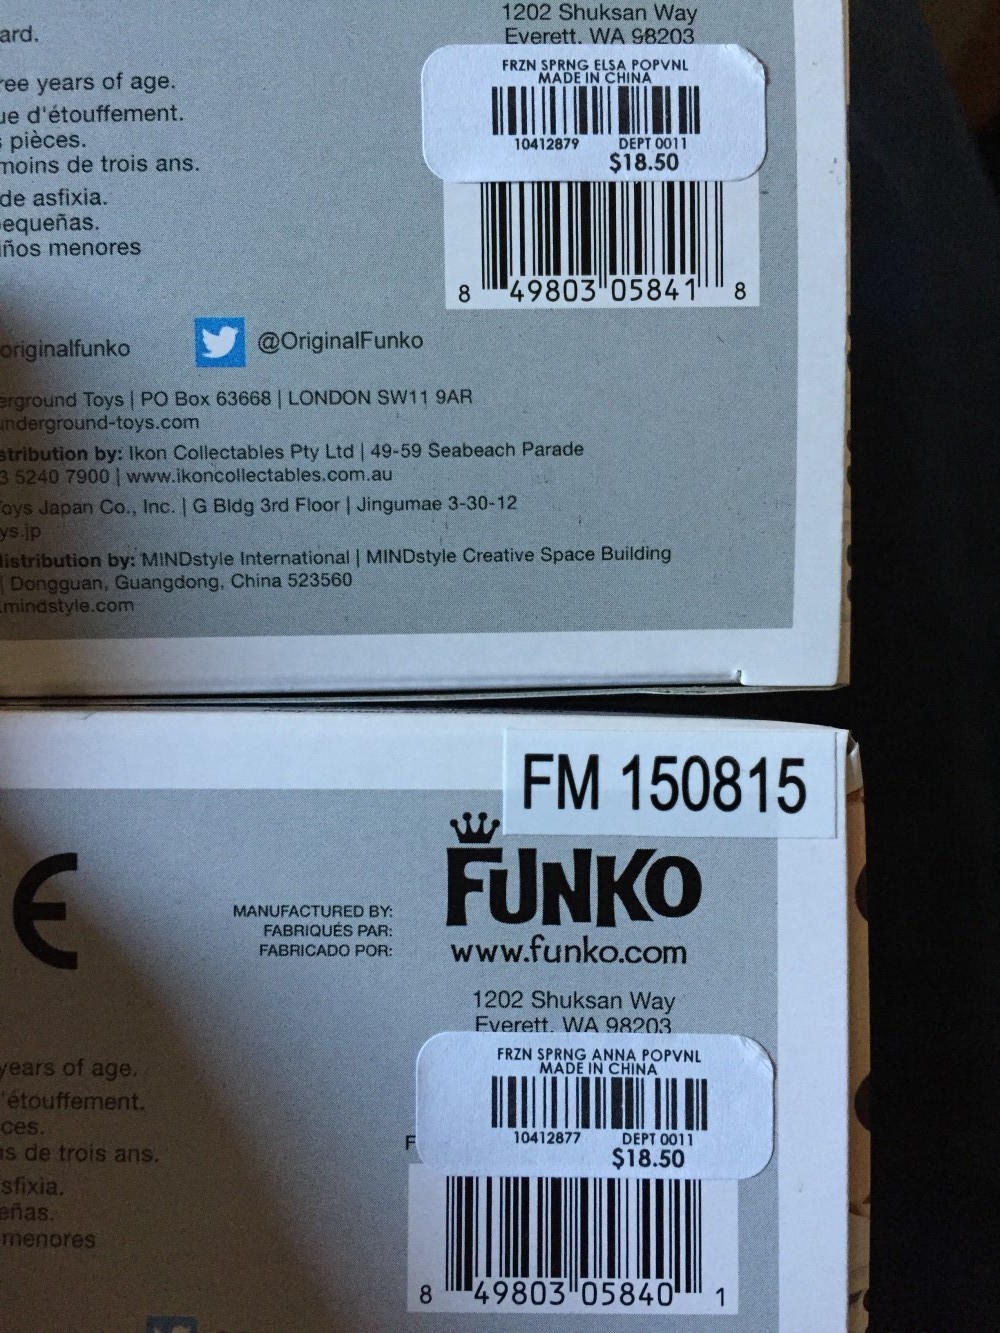 1202 Shuksan Way
Everett, WA 98203
ard.
ree years of age.
ue d'étouffement.
pièces.
moins de trois ans.
de asfixia.
equeñas.
iños menores
FRZN SPRNG ELSA POPVNL
MADE IN CHINA
10412879 DEPT 0011
$18.50
8 49803 05841 8
originalfunko
@OriginalFunko
erground Toys | PO Box 63668 | LONDON SW11 9AR
underground-toys.com
stribution by: Ikon Collectables Pty Ltd | 49-59 Seabeach Parade
3 5240 7900 | www.ikoncollectables.com.au
oys Japan Co., Inc. | G Bldg 3rd Floor | Jingumae 3-30-12
ys.jp
distribution by: MINDstyle International | MINDstyle Creative Space Building
| Dongguan, Guangdong, China 523560
.mindstyle.com
FM 150815
FUNKO
www.funko.com
MANUFACTURED BY:
FABRIQUÉS PAR:
FABRICADO POR:
1202 Shuksan Way
Everett, WA 98203
years of age.
'étouffement.
ces.
s de trois ans.
sfixia.
eñas.
menores
F
FRZN SPRNG ANNA POPVNL
MADE IN CHINA
10412877 DEPT 0011
$18.50
8 49803 05840 1